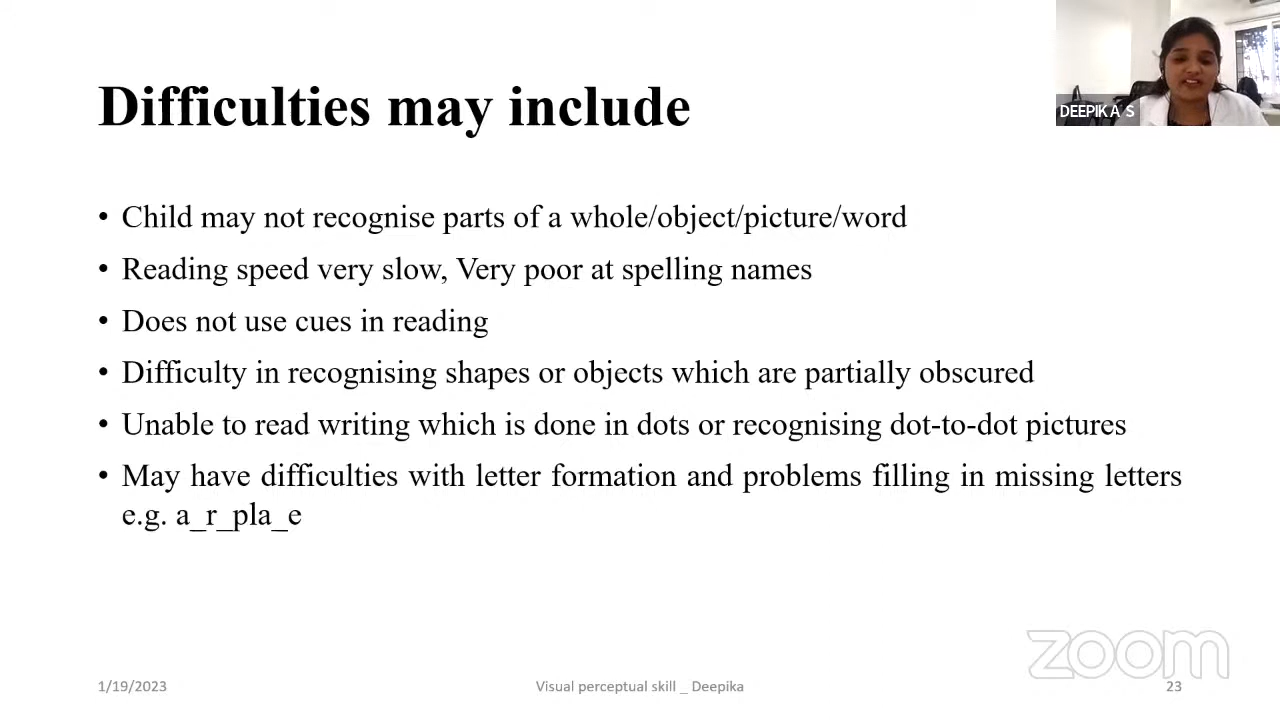 DEEPIKA S
Difficulties may include
• Child may not recognise parts of a whole/object/picture/word
• Reading speed very slow, Very poor at spelling names
• Does not use cues in reading
• Difficulty in recognising shapes or objects which are partially obscured
• Unable to read writing which is done in dots or recognising dot-to-dot pictures
• May have difficulties with letter formation and problems filling in missing letters
e.g. a_r_pla_e
zoom
1/19/2023
Visual perceptual skill _ Deepika
23